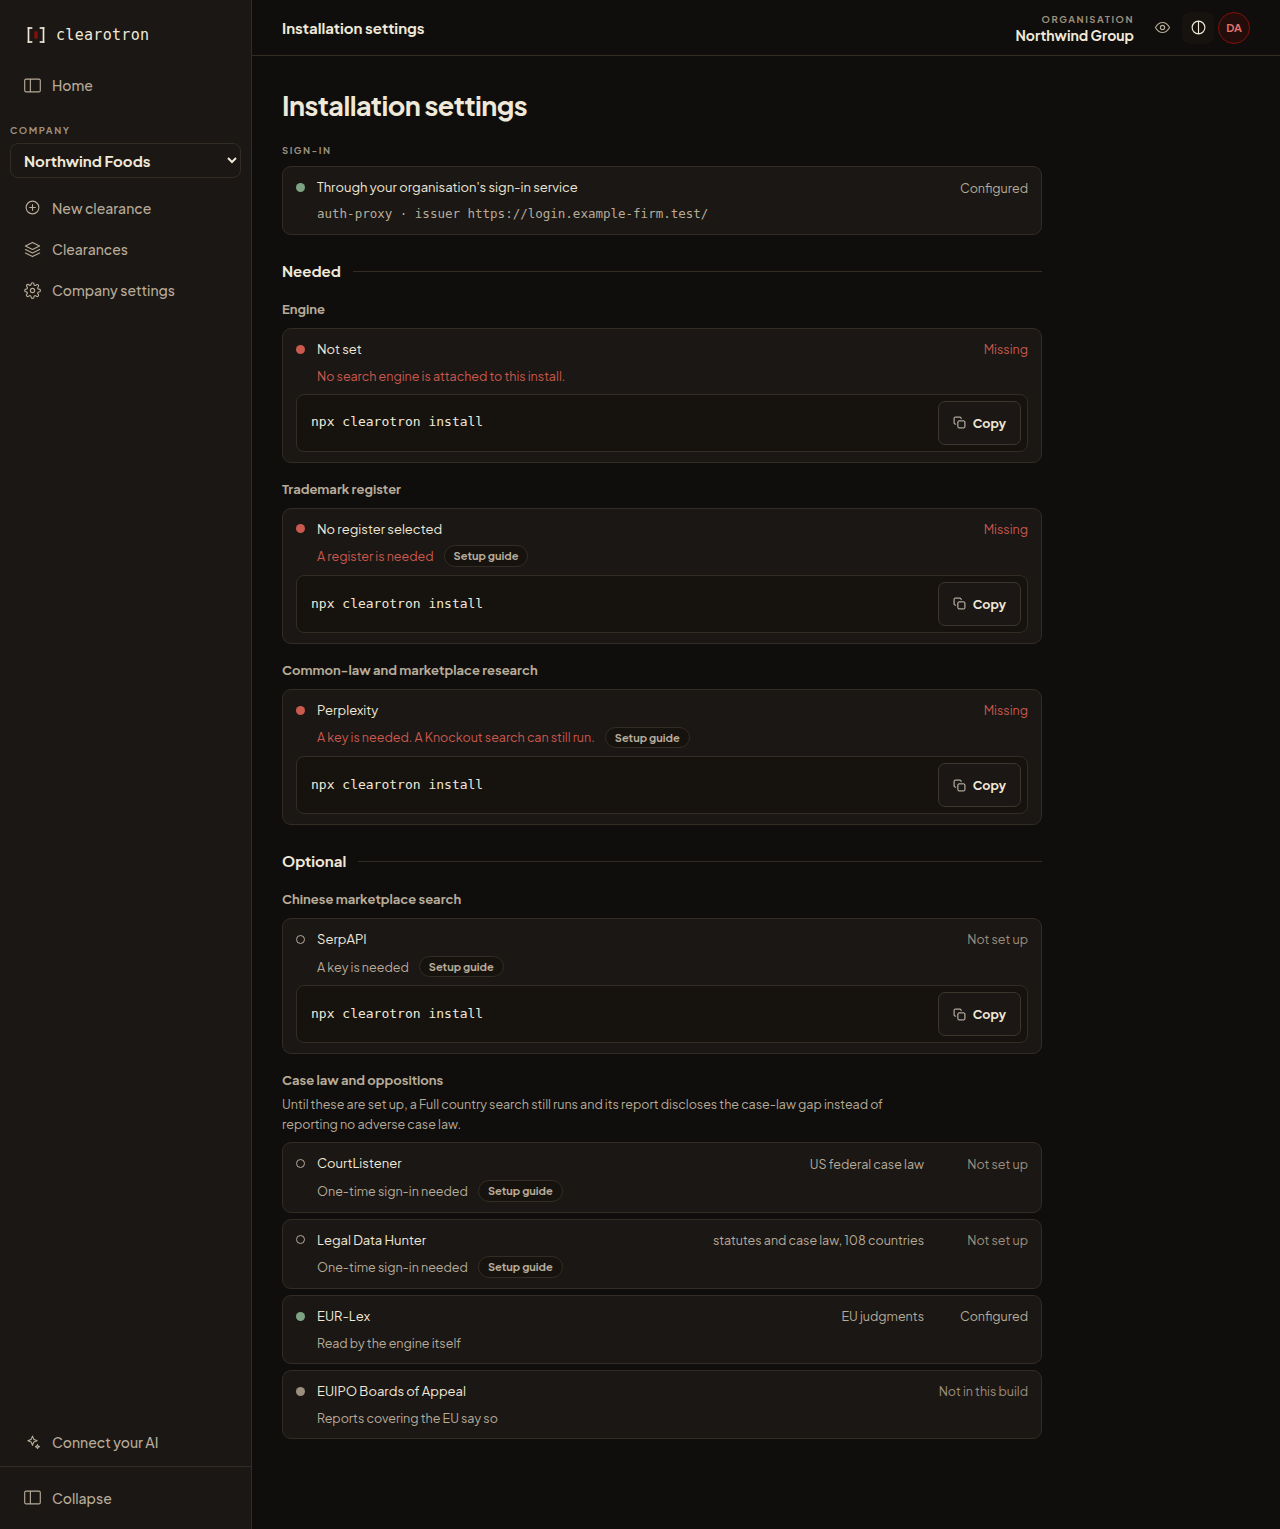 clearotron
Home
COMPANY
Northwind Foods
New clearance
Clearances
Company settings
Connect your AI
Collapse
Installation settings
ORGANISATION
Northwind Group
DA
Installation settings
SIGN-IN
Through your organisation's sign-in service
Configured
auth-proxy · issuer https://login.example-firm.test/
Needed
Engine
Not set
Missing
No search engine is attached to this install.
npx clearotron install
Copy
Trademark register
No register selected
Missing
A register is needed
Setup guide
npx clearotron install
Copy
Common-law and marketplace research
Perplexity
Missing
A key is needed. A Knockout search can still run.
Setup guide
npx clearotron install
Copy
Optional
Chinese marketplace search
SerpAPI
Not set up
A key is needed
Setup guide
npx clearotron install
Copy
Case law and oppositions
Until these are set up, a Full country search still runs and its report discloses the case-law gap instead of
reporting no adverse case law.
CourtListener
US federal case law
Not set up
One-time sign-in needed
Setup guide
Legal Data Hunter
statutes and case law, 108 countries
Not set up
One-time sign-in needed
Setup guide
EUR-Lex
EU judgments
Configured
Read by the engine itself
EUIPO Boards of Appeal
Not in this build
Reports covering the EU say so